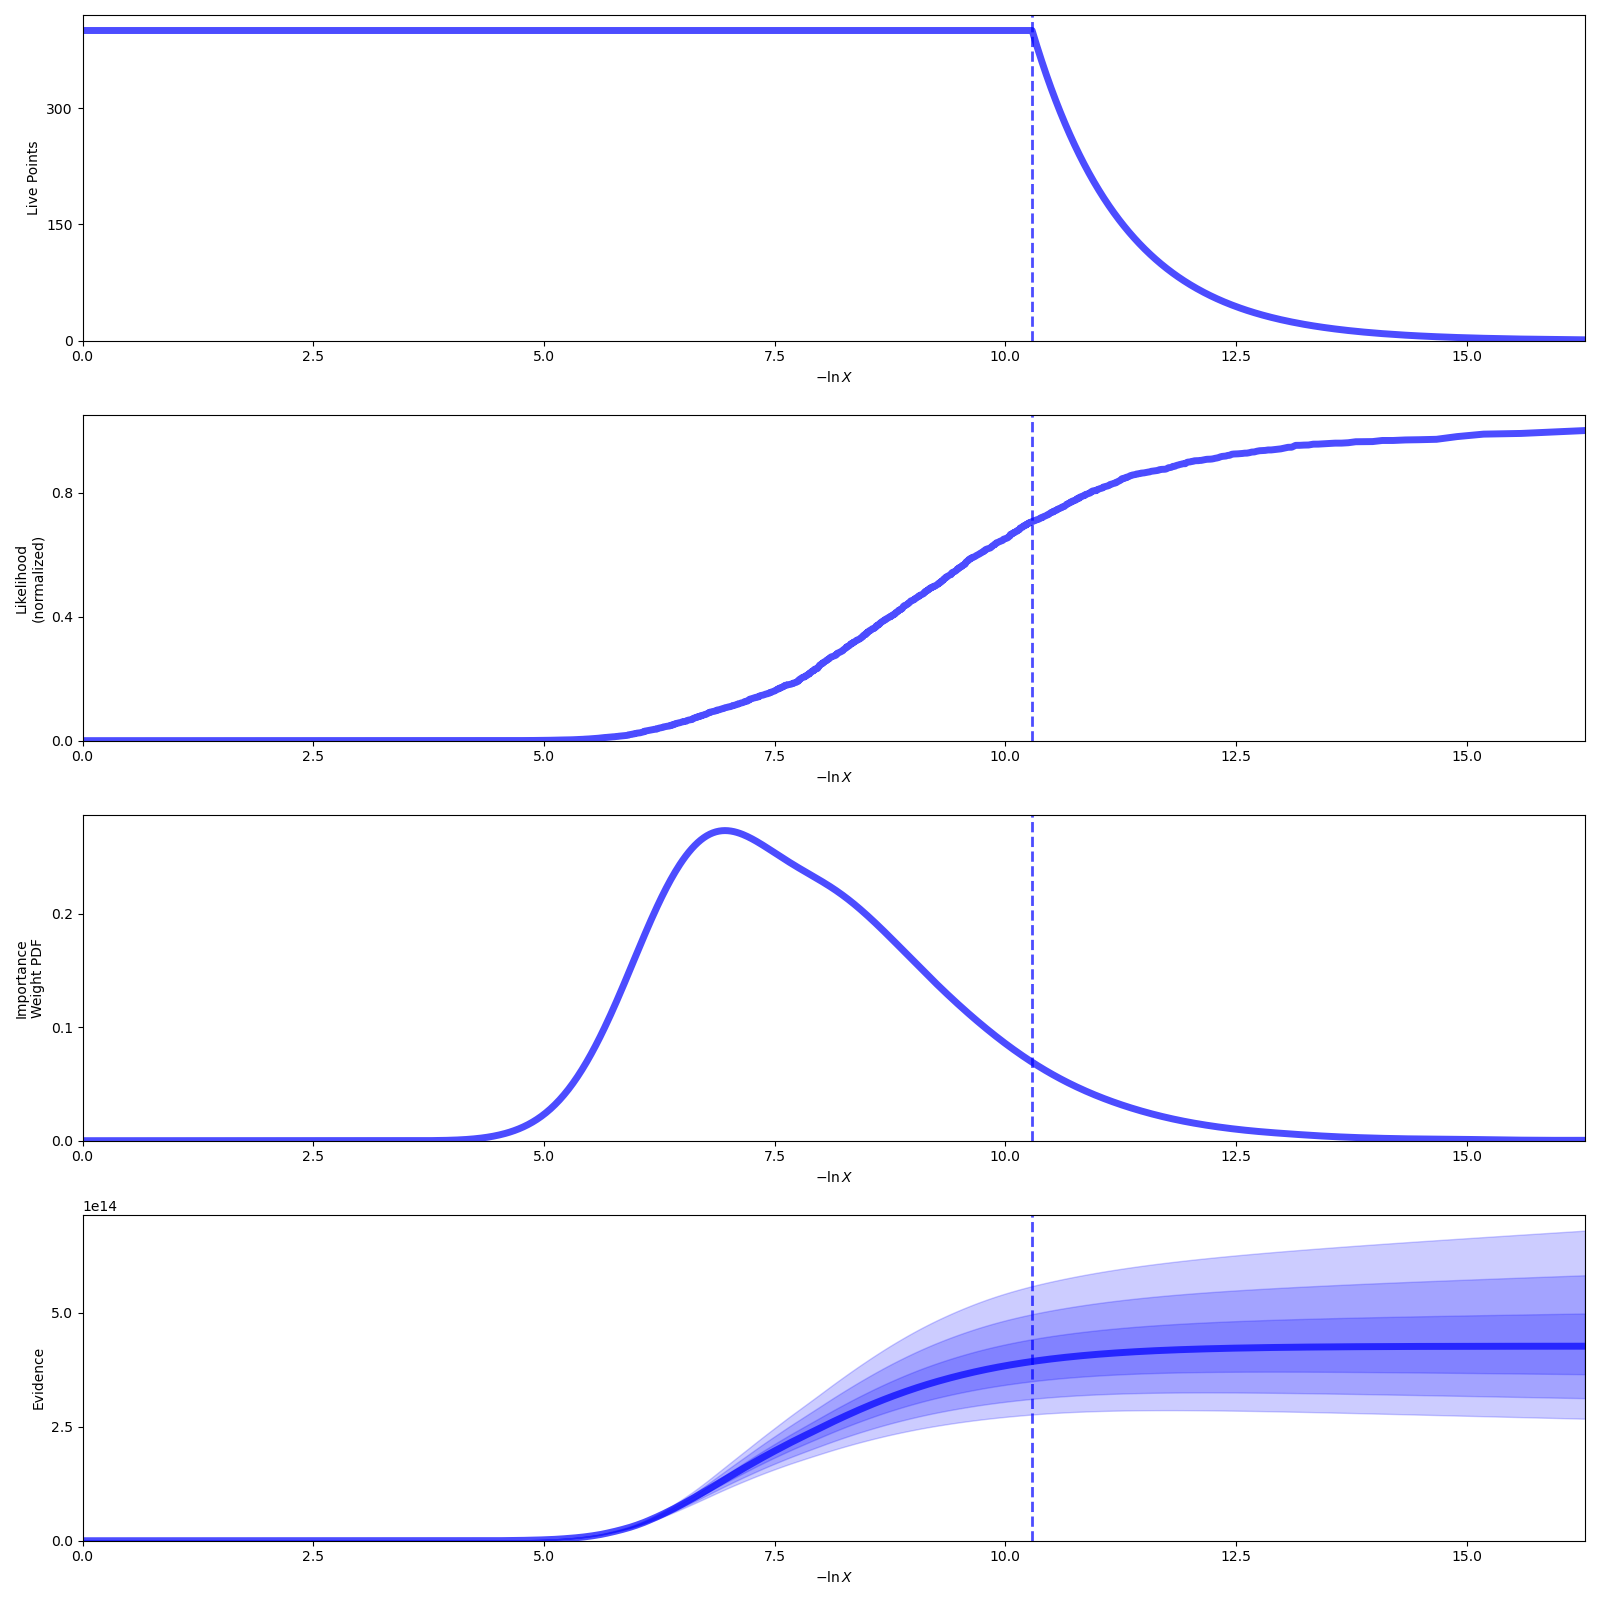 300
150
0
Live Points
0.0 2.5 5.0 7.5 10.0 12.5 15.0
−ln X
0.8
0.4
0.0
Likelihood
(normalized)
0.0 2.5 5.0 7.5 10.0 12.5 15.0
−ln X
0.2
0.1
0.0
Importance
Weight PDF
0.0 2.5 5.0 7.5 10.0 12.5 15.0
−ln X
1e14
5.0
2.5
0.0
Evidence
0.0 2.5 5.0 7.5 10.0 12.5 15.0
−ln X